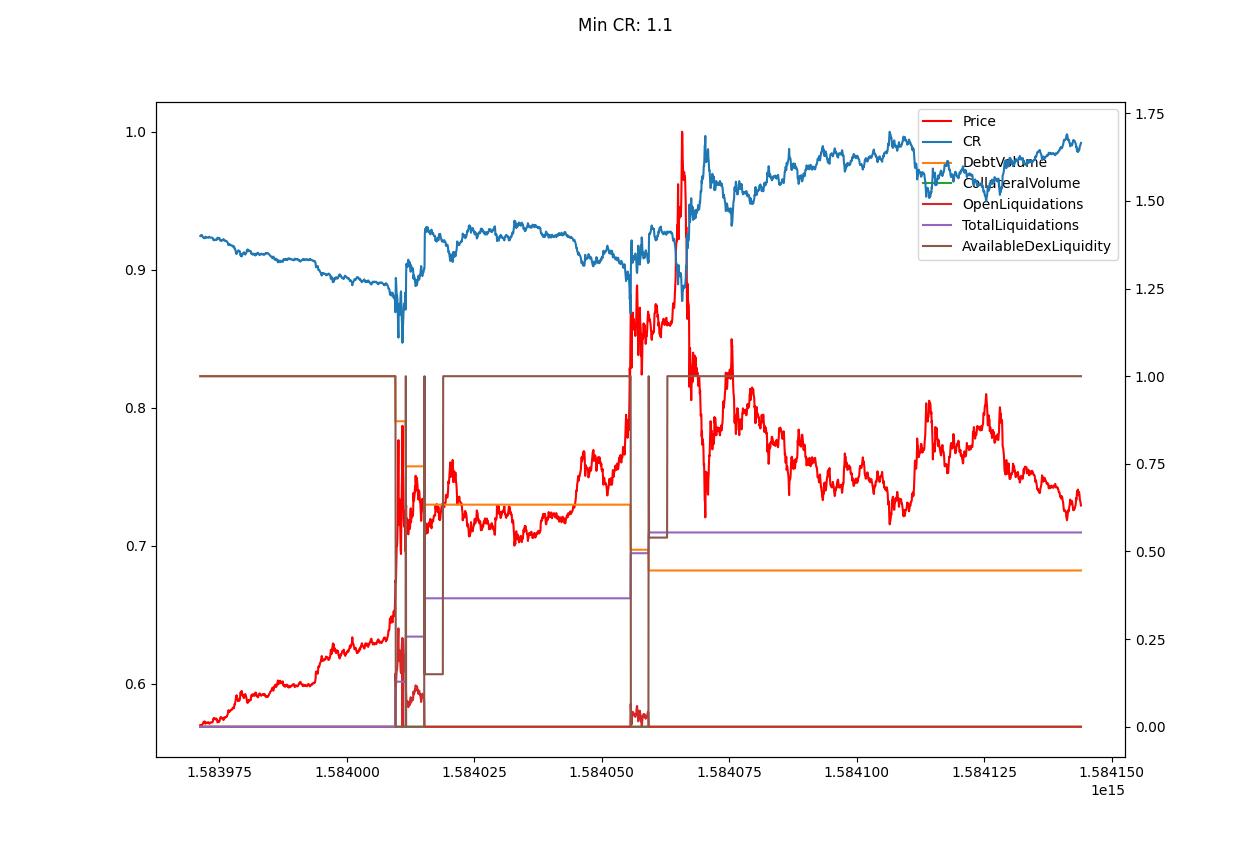 Min CR: 1.1
1.0
0.9
0.8
0.7
0.6
1.75
1.50
1.25
1.00
0.75
0.50
0.25
0.00
Price
CR
DebtVolume
CollateralVolume
OpenLiquidations
TotalLiquidations
AvailableDexLiquidity
1.583975 1.584000 1.584025 1.584050 1.584075 1.584100 1.584125 1.584150
1e15